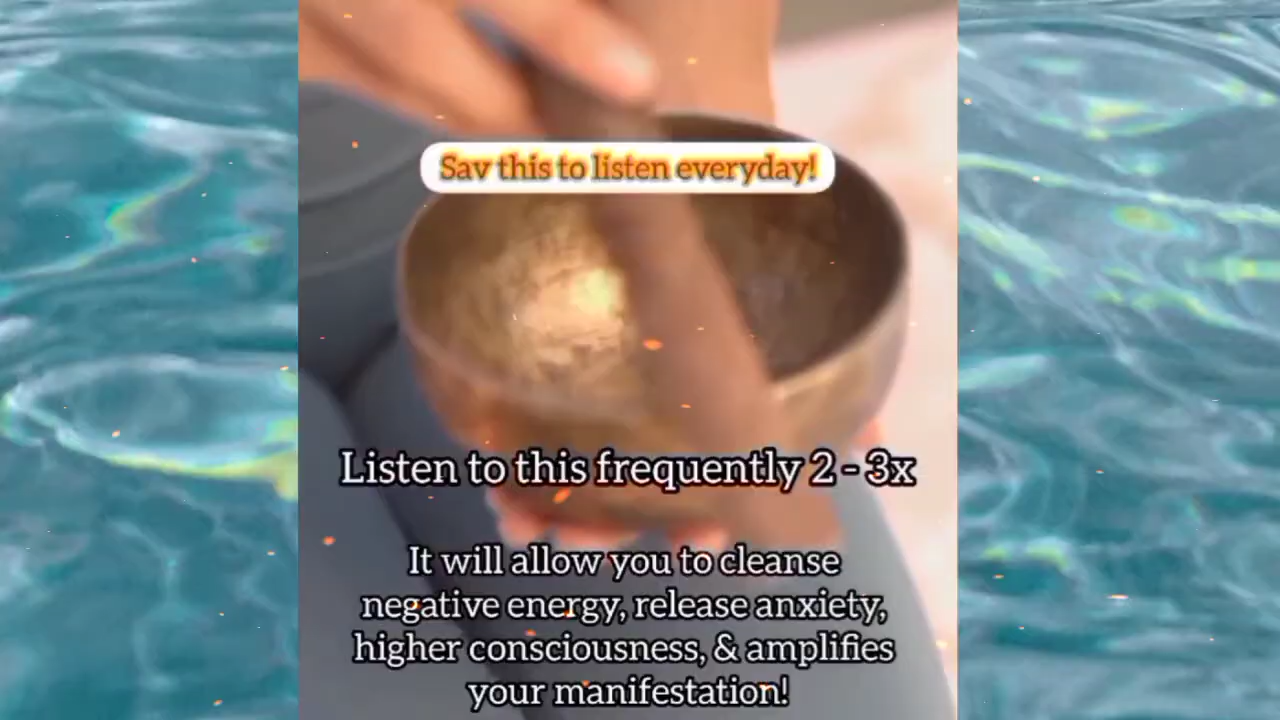 Sav this to listen everyday!
Listen to this frequently 2 - 3x
It will allow you to cleanse
negative energy, release anxiety,
higher consciousness, & amplifies
your manifestation!